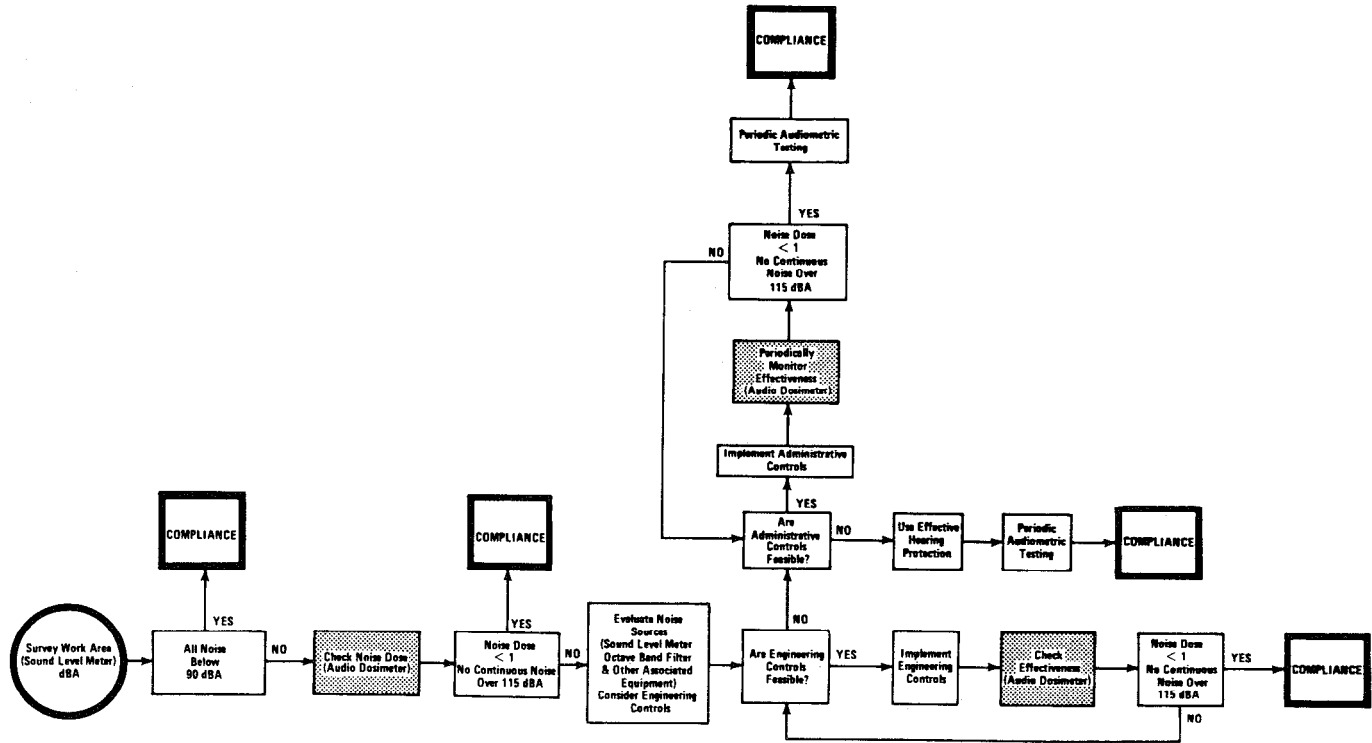 COMPLIANCE
Periodic Audiometric
Testing
YES
NO
Noise Dose
< 1
No Continuous
Noise Over
115 dBA
Periodically
Monitor
Effectiveness
(Audio Dosimeter)
Implement Administrative
Controls
YES
COMPLIANCE
COMPLIANCE
Are
Administrative
Controls
Feasible?
NO
Use Effective
Hearing
Protection
Periodic
Audiometric
Testing
COMPLIANCE
YES
YES
NO
Survey Work Area
(Sound Level Meter)
dBA
All Noise
Below
90 dBA
NO
Check Noise Dose
(Audio Dosimeter)
Noise Dose
< 1
No Continuous Noise
Over 115 dBA
NO
Evaluate Noise
Sources
(Sound Level Meter
Octave Band Filter
& Other Associated
Equipment)
Consider Engineering
Controls
Are Engineering
Controls
Feasible?
YES
Implement
Engineering
Controls
Check
Effectiveness
(Audio Dosimeter)
Noise Dose
< 1
No Continuous
Noise Over
115 dBA
YES
COMPLIANCE
NO